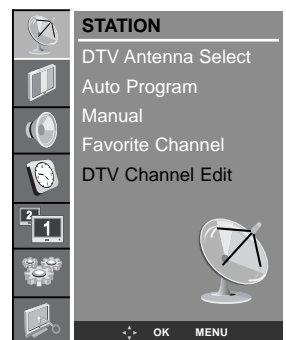 STATION
DTV Antenna Select
Auto Program
Manual
Favorite Channel
DTV Channel Edit
2
1
OK MENU